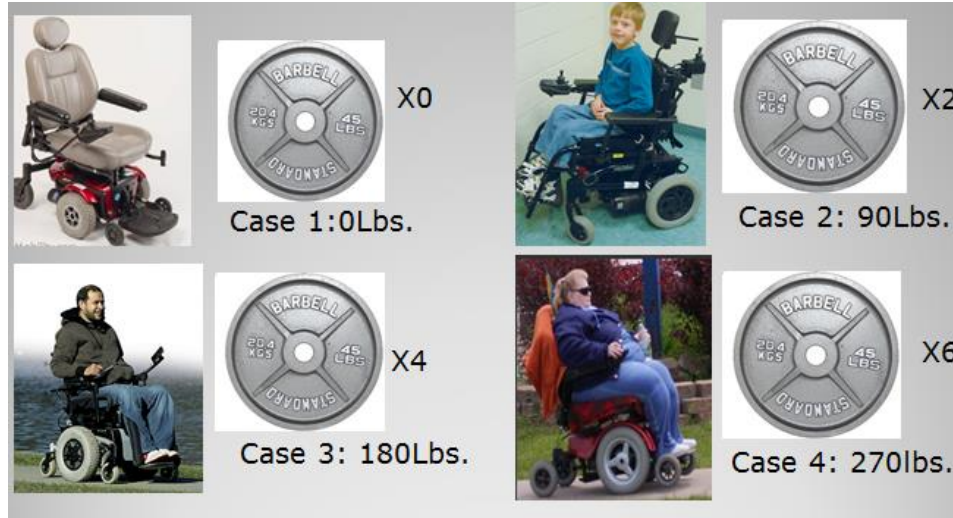 BARBELL
20.4 KGS
45 LBS
STANDARD
X0
Case 1:0Lbs.
BARBELL
20.4 KGS
45 LBS
STANDARD
X2
Case 2: 90Lbs.
BARBELL
20.4 KGS
45 LBS
STANDARD
X4
Case 3: 180Lbs.
BARBELL
20.4 KGS
45 LBS
STANDARD
X6
Case 4: 270lbs.